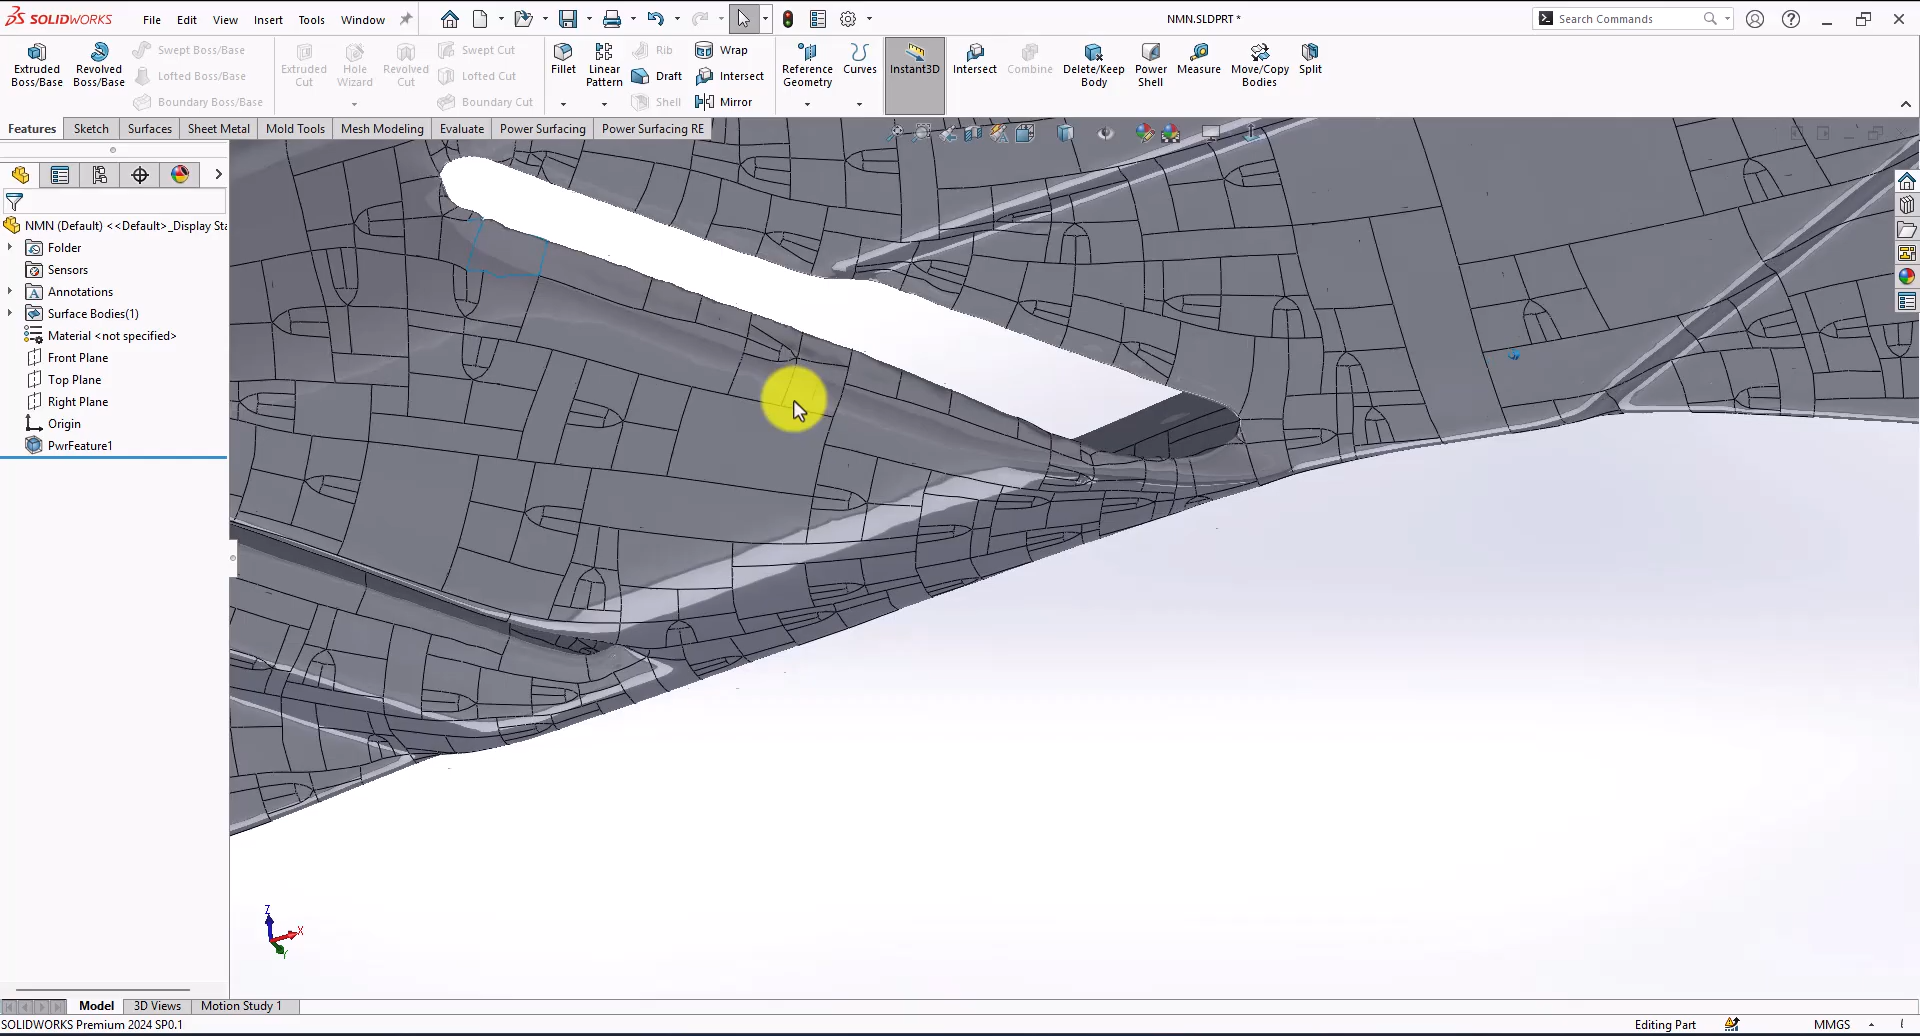 SOLIDWORKS File Edit View Insert Tools Window NMN.SLDPRT * Search Commands
Extruded Boss/Base
Revolved Boss/Base
Swept Boss/Base
Lofted Boss/Base
Boundary Boss/Base
Extruded Cut
Hole Wizard
Revolved Cut
Swept Cut
Lofted Cut
Boundary Cut
Fillet
Linear Pattern
Rib
Draft
Shell
Wrap
Intersect
Mirror
Reference Geometry
Curves
Instant3D
Intersect
Combine
Delete/Keep Body
Power Shell
Measure
Move/Copy Bodies
Split
Features Sketch Surfaces Sheet Metal Mold Tools Mesh Modeling Evaluate Power Surfacing Power Surfacing RE
NMN (Default) <<Default>_Display Sta
Folder
Sensors
Annotations
Surface Bodies(1)
Material <not specified>
Front Plane
Top Plane
Right Plane
Origin
PwrFeature1
Z
X
Y
Model 3D Views Motion Study 1
SOLIDWORKS Premium 2024 SP0.1 Editing Part MMGS